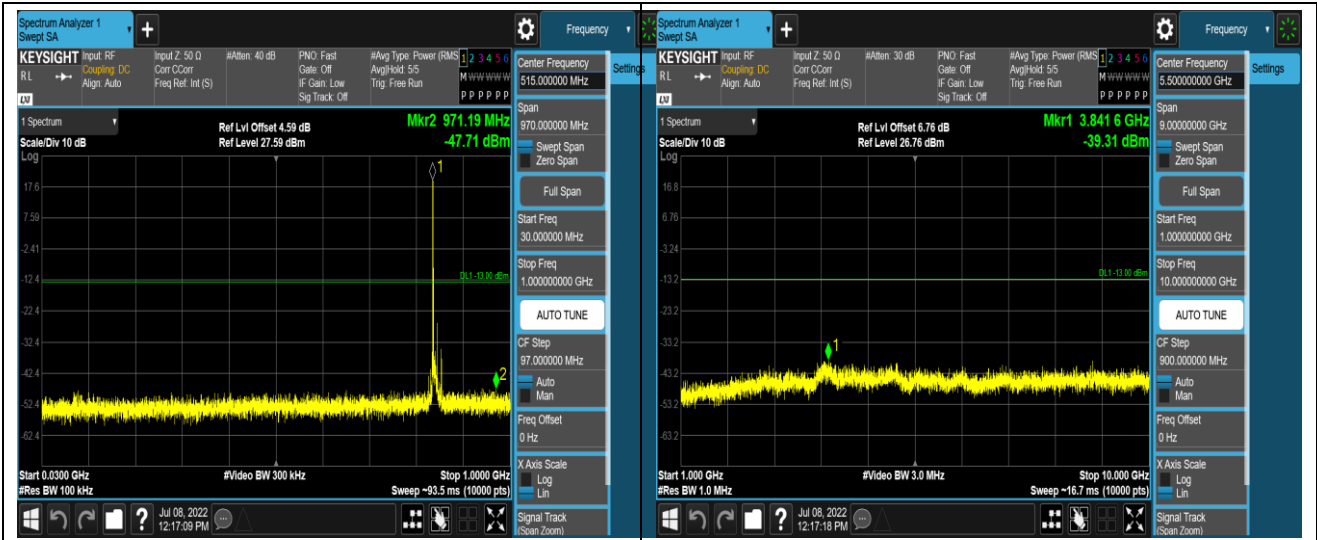 Spectrum Analyzer 1
Swept SA
+
Frequency
KEYSIGHT
RL
LXI
Input: RF
Coupling: DC
Align: Auto
Input Z: 50 Ω
Corr CCorr
Freq Ref: Int (S)
#Atten: 40 dB
PNO: Fast
Gate: Off
IF Gain: Low
Sig Track: Off
#Avg Type: Power (RMS
Avg|Hold: 5/5
Trig: Free Run
1 2 3 4 5 6
M W W W W W
P P P P P P
Center Frequency
515.000000 MHz
Settings
1 Spectrum
Scale/Div 10 dB
Log
Ref Lvl Offset 4.59 dB
Ref Level 27.59 dBm
Mkr2 971.19 MHz
-47.71 dBm
17.6
7.59
-2.41
-12.4
-22.4
-32.4
-42.4
-52.4
-62.4
1
DL1 -13.00 dBm
2
Start 0.0300 GHz
#Res BW 100 kHz
#Video BW 300 kHz
Stop 1.0000 GHz
Sweep ~93.5 ms (10000 pts)
Span
970.000000 MHz
Swept Span
Zero Span
Full Span
Start Freq
30.000000 MHz
Stop Freq
1.000000000 GHz
AUTO TUNE
CF Step
97.000000 MHz
Auto
Man
Freq Offset
0 Hz
X Axis Scale
Log
Lin
Signal Track
(Span Zoom)
?
Jul 08, 2022
12:17:09 PM
Spectrum Analyzer 1
Swept SA
+
Frequency
KEYSIGHT
RL
LXI
Input: RF
Coupling: DC
Align: Auto
Input Z: 50 Ω
Corr CCorr
Freq Ref: Int (S)
#Atten: 30 dB
PNO: Fast
Gate: Off
IF Gain: Low
Sig Track: Off
#Avg Type: Power (RMS
Avg|Hold: 5/5
Trig: Free Run
1 2 3 4 5 6
M W W W W W
P P P P P P
Center Frequency
5.500000000 GHz
Settings
1 Spectrum
Scale/Div 10 dB
Log
Ref Lvl Offset 6.76 dB
Ref Level 26.76 dBm
Mkr1 3.841 6 GHz
-39.31 dBm
16.8
6.76
-3.24
-13.2
-23.2
-33.2
-43.2
-53.2
-63.2
DL1 -13.00 dBm
1
Start 1.000 GHz
#Res BW 1.0 MHz
#Video BW 3.0 MHz
Stop 10.000 GHz
Sweep ~16.7 ms (10000 pts)
Span
9.00000000 GHz
Swept Span
Zero Span
Full Span
Start Freq
1.000000000 GHz
Stop Freq
10.000000000 GHz
AUTO TUNE
CF Step
900.000000 MHz
Auto
Man
Freq Offset
0 Hz
X Axis Scale
Log
Lin
Signal Track
(Span Zoom)
?
Jul 08, 2022
12:17:18 PM